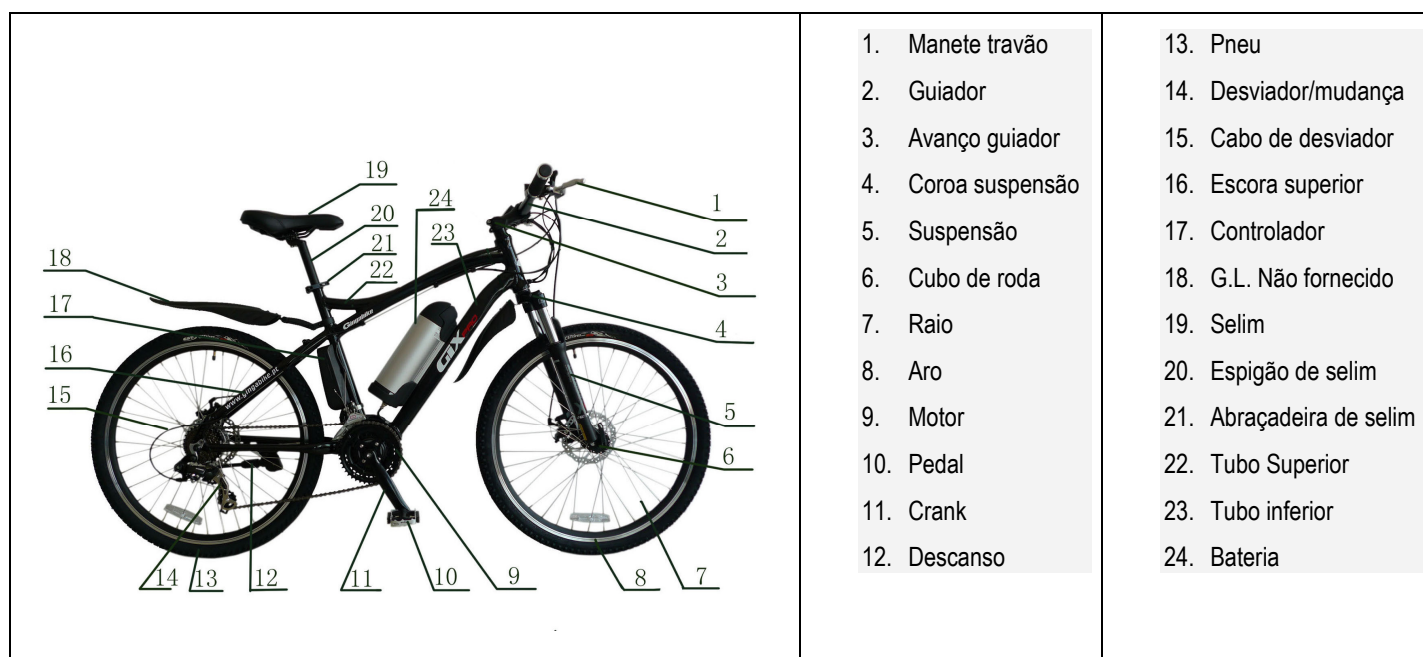 19
24
20
1
23
21
2
22
18
3
17
4
16
15
5
6
14
13
12
11
10
9
8
7
www.gingabike.pt
Gingabike
G1X
1. Manete travão
2. Guiador
3. Avanço guiador
4. Coroa suspensão
5. Suspensão
6. Cubo de roda
7. Raio
8. Aro
9. Motor
10. Pedal
11. Crank
12. Descanso
13. Pneu
14. Desviador/mudança
15. Cabo de desviador
16. Escora superior
17. Controlador
18. G.L. Não fornecido
19. Selim
20. Espigão de selim
21. Abraçadeira de selim
22. Tubo Superior
23. Tubo inferior
24. Bateria